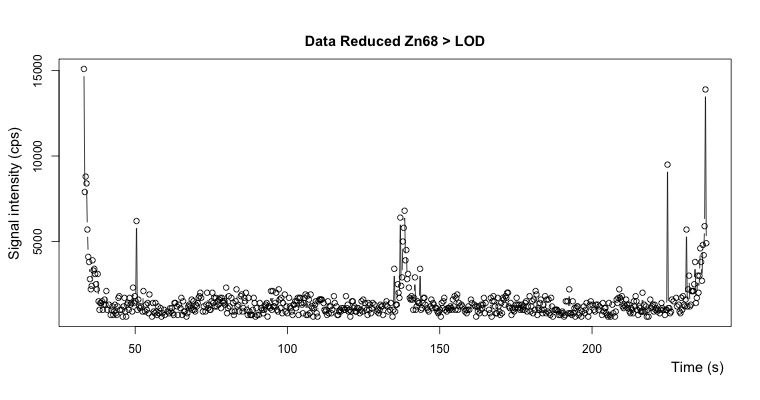 Data Reduced Zn68 > LOD
Signal intensity (cps)
15000
10000
5000
50 100 150 200
Time (s)